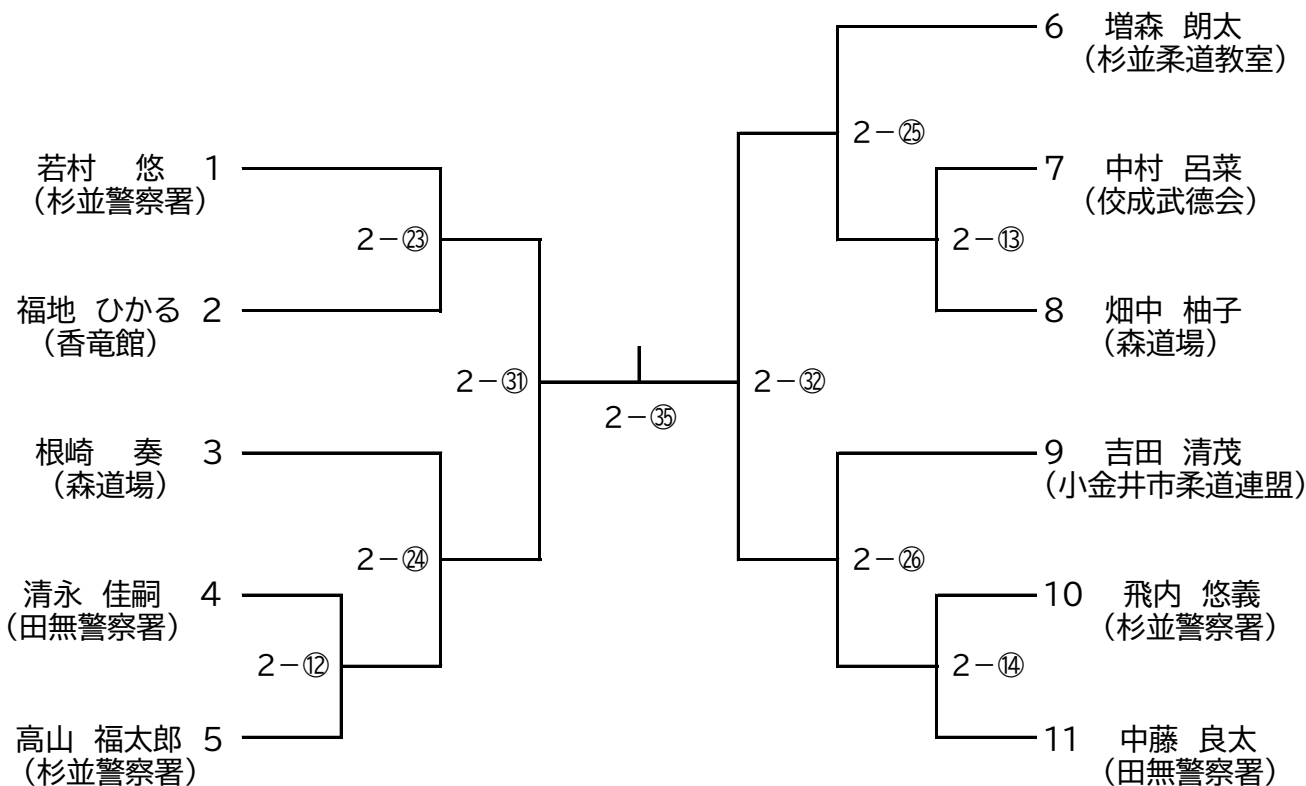 若村 悠 1
(杉並警察署)
2-㉓
福地 ひかる 2
(香竜館)
2-㉛
根崎 奏 3
(森道場)
2-㉔
清永 佳嗣 4
(田無警察署)
2-⑫
高山 福太郎 5
(杉並警察署)
2-㉟
6 増森 朗太
(杉並柔道教室)
2-㉕
7 中村 呂菜
(佼成武徳会)
2-⑬
8 畑中 柚子
(森道場)
2-㉜
9 吉田 清茂
(小金井市柔道連盟)
2-㉖
10 飛内 悠義
(杉並警察署)
2-⑭
11 中藤 良太
(田無警察署)